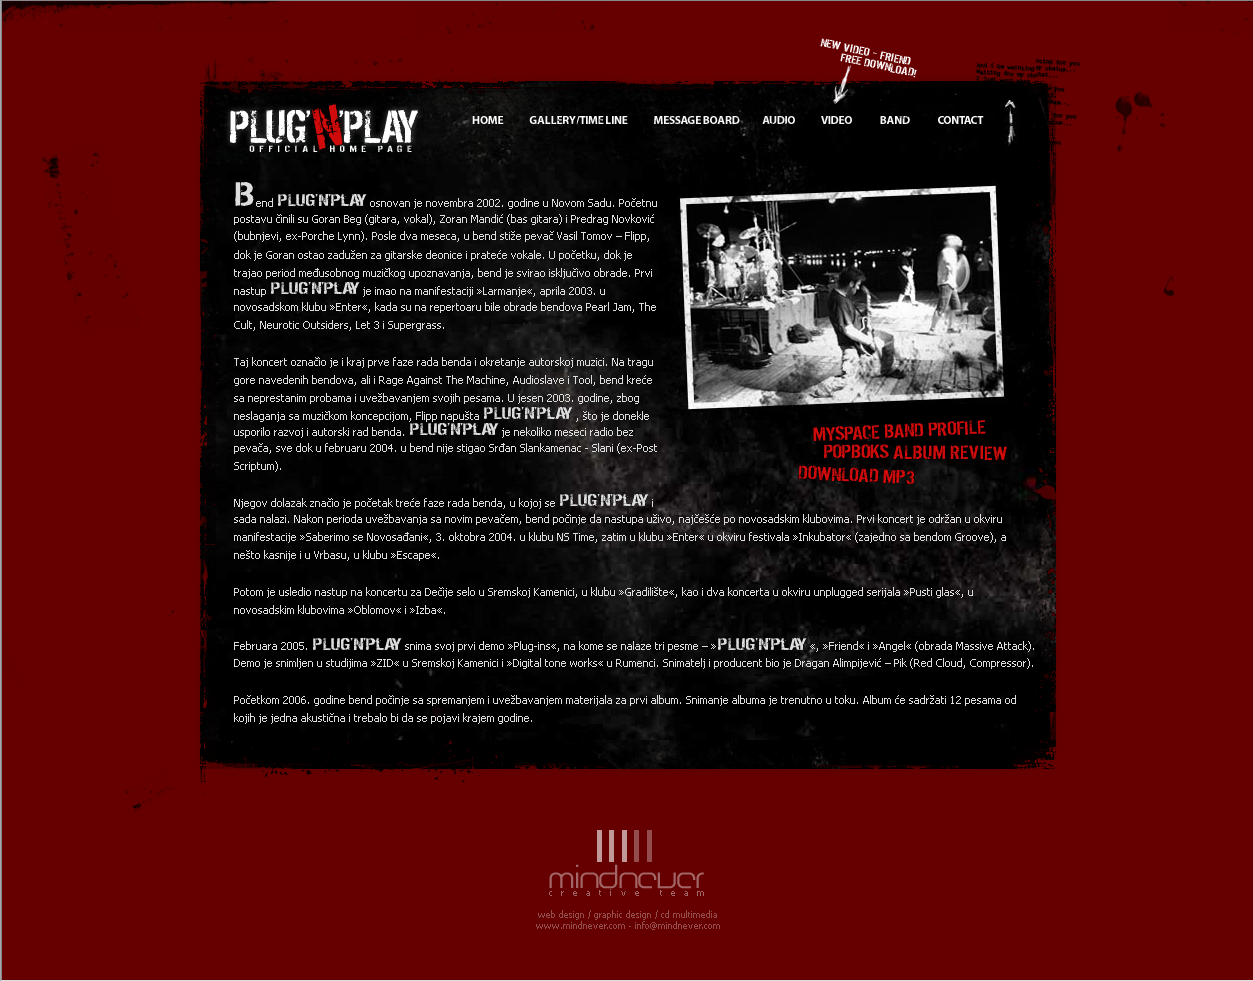 NEW VIDEO - FRIEND
FREE DOWNLOAD!
PLUG'N'PLAY
OFFICIAL HOME PAGE
HOME GALLERY/TIME LINE MESSAGE BOARD AUDIO VIDEO BAND CONTACT
Bend PLUG'N'PLAY osnovan je novembra 2002. godine u Novom Sadu. Početnu
postavu činili su Goran Beg (gitara, vokal), Zoran Mandić (bas gitara) i Predrag Novković
(bubnjevi, ex-Porche Lynn). Posle dva meseca, u bend stiže pevač Vasil Tomov – Flipp,
dok je Goran ostao zadužen za gitarske deonice i prateće vokale. U početku, dok je
trajao period međusobnog muzičkog upoznavanja, bend je svirao isključivo obrade. Prvi
nastup PLUG'N'PLAY je imao na manifestaciji »Larmanje«, aprila 2003. u
novosadskom klubu »Enter«, kada su na repertoaru bile obrade bendova Pearl Jam, The
Cult, Neurotic Outsiders, Let 3 i Supergrass.
Taj koncert označio je i kraj prve faze rada benda i okretanje autorskoj muzici. Na tragu
gore navedenih bendova, ali i Rage Against The Machine, Audioslave i Tool, bend kreće
sa neprestanim probama i uvežbavanjem svojih pesama. U jesen 2003. godine, zbog
neslaganja sa muzičkom koncepcijom, Flipp napušta PLUG'N'PLAY , što je donekle
usporilo razvoj i autorski rad benda. PLUG'N'PLAY je nekoliko meseci radio bez
pevača, sve dok u februaru 2004. u bend nije stigao Srđan Slankamenac - Slani (ex-Post
Scriptum).
MYSPACE BAND PROFILE
POPBOKS ALBUM REVIEW
DOWNLOAD MP3
Njegov dolazak značio je početak treće faze rada benda, u kojoj se PLUG'N'PLAY i
sada nalazi. Nakon perioda uvežbavanja sa novim pevačem, bend počinje da nastupa uživo, najčešće po novosadskim klubovima. Prvi koncert je održan u okviru
manifestacije »Saberimo se Novosađani«, 3. oktobra 2004. u klubu NS Time, zatim u klubu »Enter« u okviru festivala »Inkubator« (zajedno sa bendom Groove), a
nešto kasnije i u Vrbasu, u klubu »Escape«.
Potom je usledio nastup na koncertu za Dečije selo u Sremskoj Kamenici, u klubu »Gradilište«, kao i dva koncerta u okviru unplugged serijala »Pusti glas«, u
novosadskim klubovima »Oblomov« i »Izba«.
Februara 2005. PLUG'N'PLAY snima svoj prvi demo »Plug-ins«, na kome se nalaze tri pesme – »PLUG'N'PLAY «, »Friend« i »Angel« (obrada Massive Attack).
Demo je snimljen u studijima »ZID« u Sremskoj Kamenici i »Digital tone works« u Rumenci. Snimatelj i producent bio je Dragan Alimpijević – Pik (Red Cloud, Compressor).
Početkom 2006. godine bend počinje sa spremanjem i uvežbavanjem materijala za prvi album. Snimanje albuma je trenutno u toku. Album će sadržati 12 pesama od
kojih je jedna akustična i trebalo bi da se pojavi krajem godine.
mindnever
creative team
web design / graphic design / cd multimedia
www.mindnever.com - info@mindnever.com